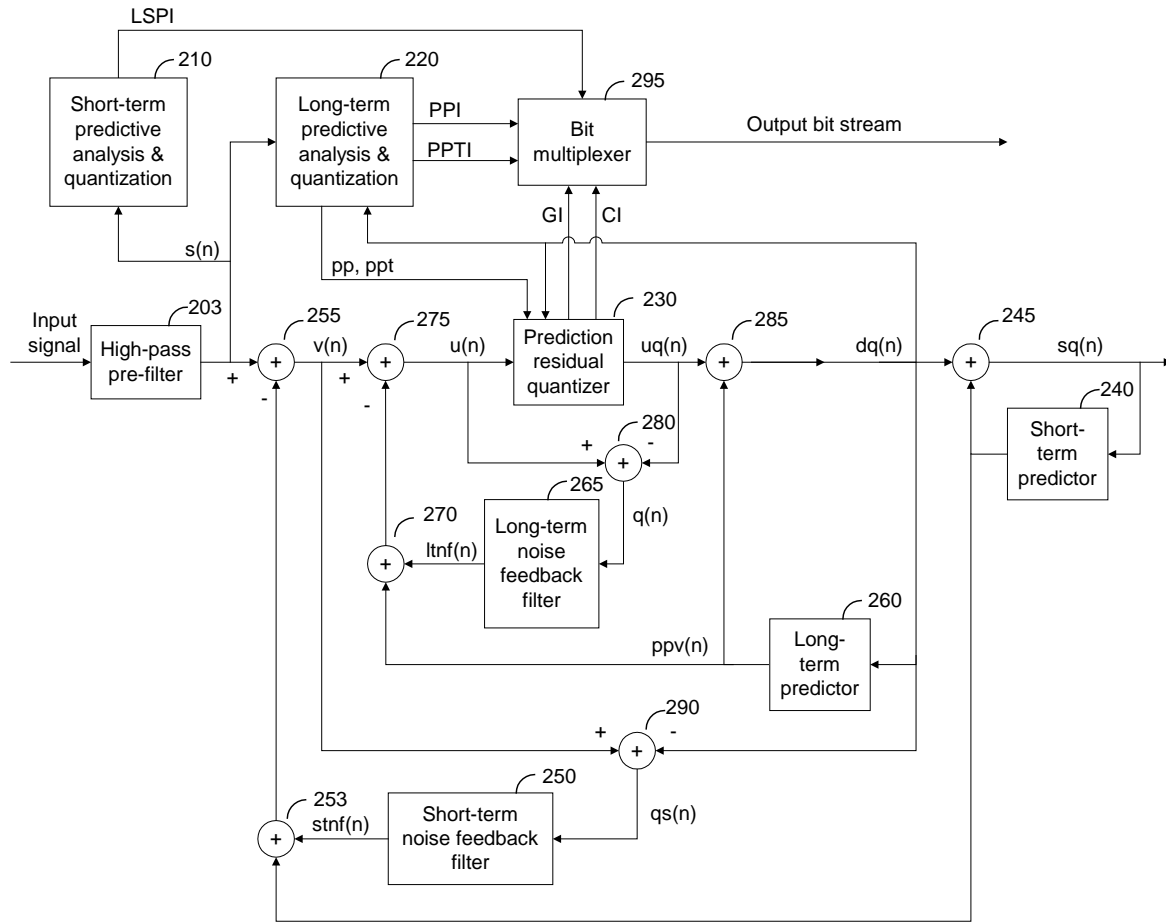 LSPI
210
220
295
Short-term
predictive
analysis &
quantization
Long-term
predictive
analysis &
quantization
PPI
PPTI
Bit
multiplexer
Output bit stream
GI
CI
s(n)
pp, ppt
Input
signal
203
High-pass
pre-filter
+
-
255
+
v(n)
+
-
275
+
u(n)
230
Prediction
residual
quantizer
uq(n)
285
+
dq(n)
245
+
sq(n)
240
Short-
term
predictor
280
+
-
+
265
Long-term
noise
feedback
filter
q(n)
270
+
ltnf(n)
260
Long-
term
predictor
ppv(n)
290
+
-
+
250
Short-term
noise feedback
filter
qs(n)
253
+
stnf(n)